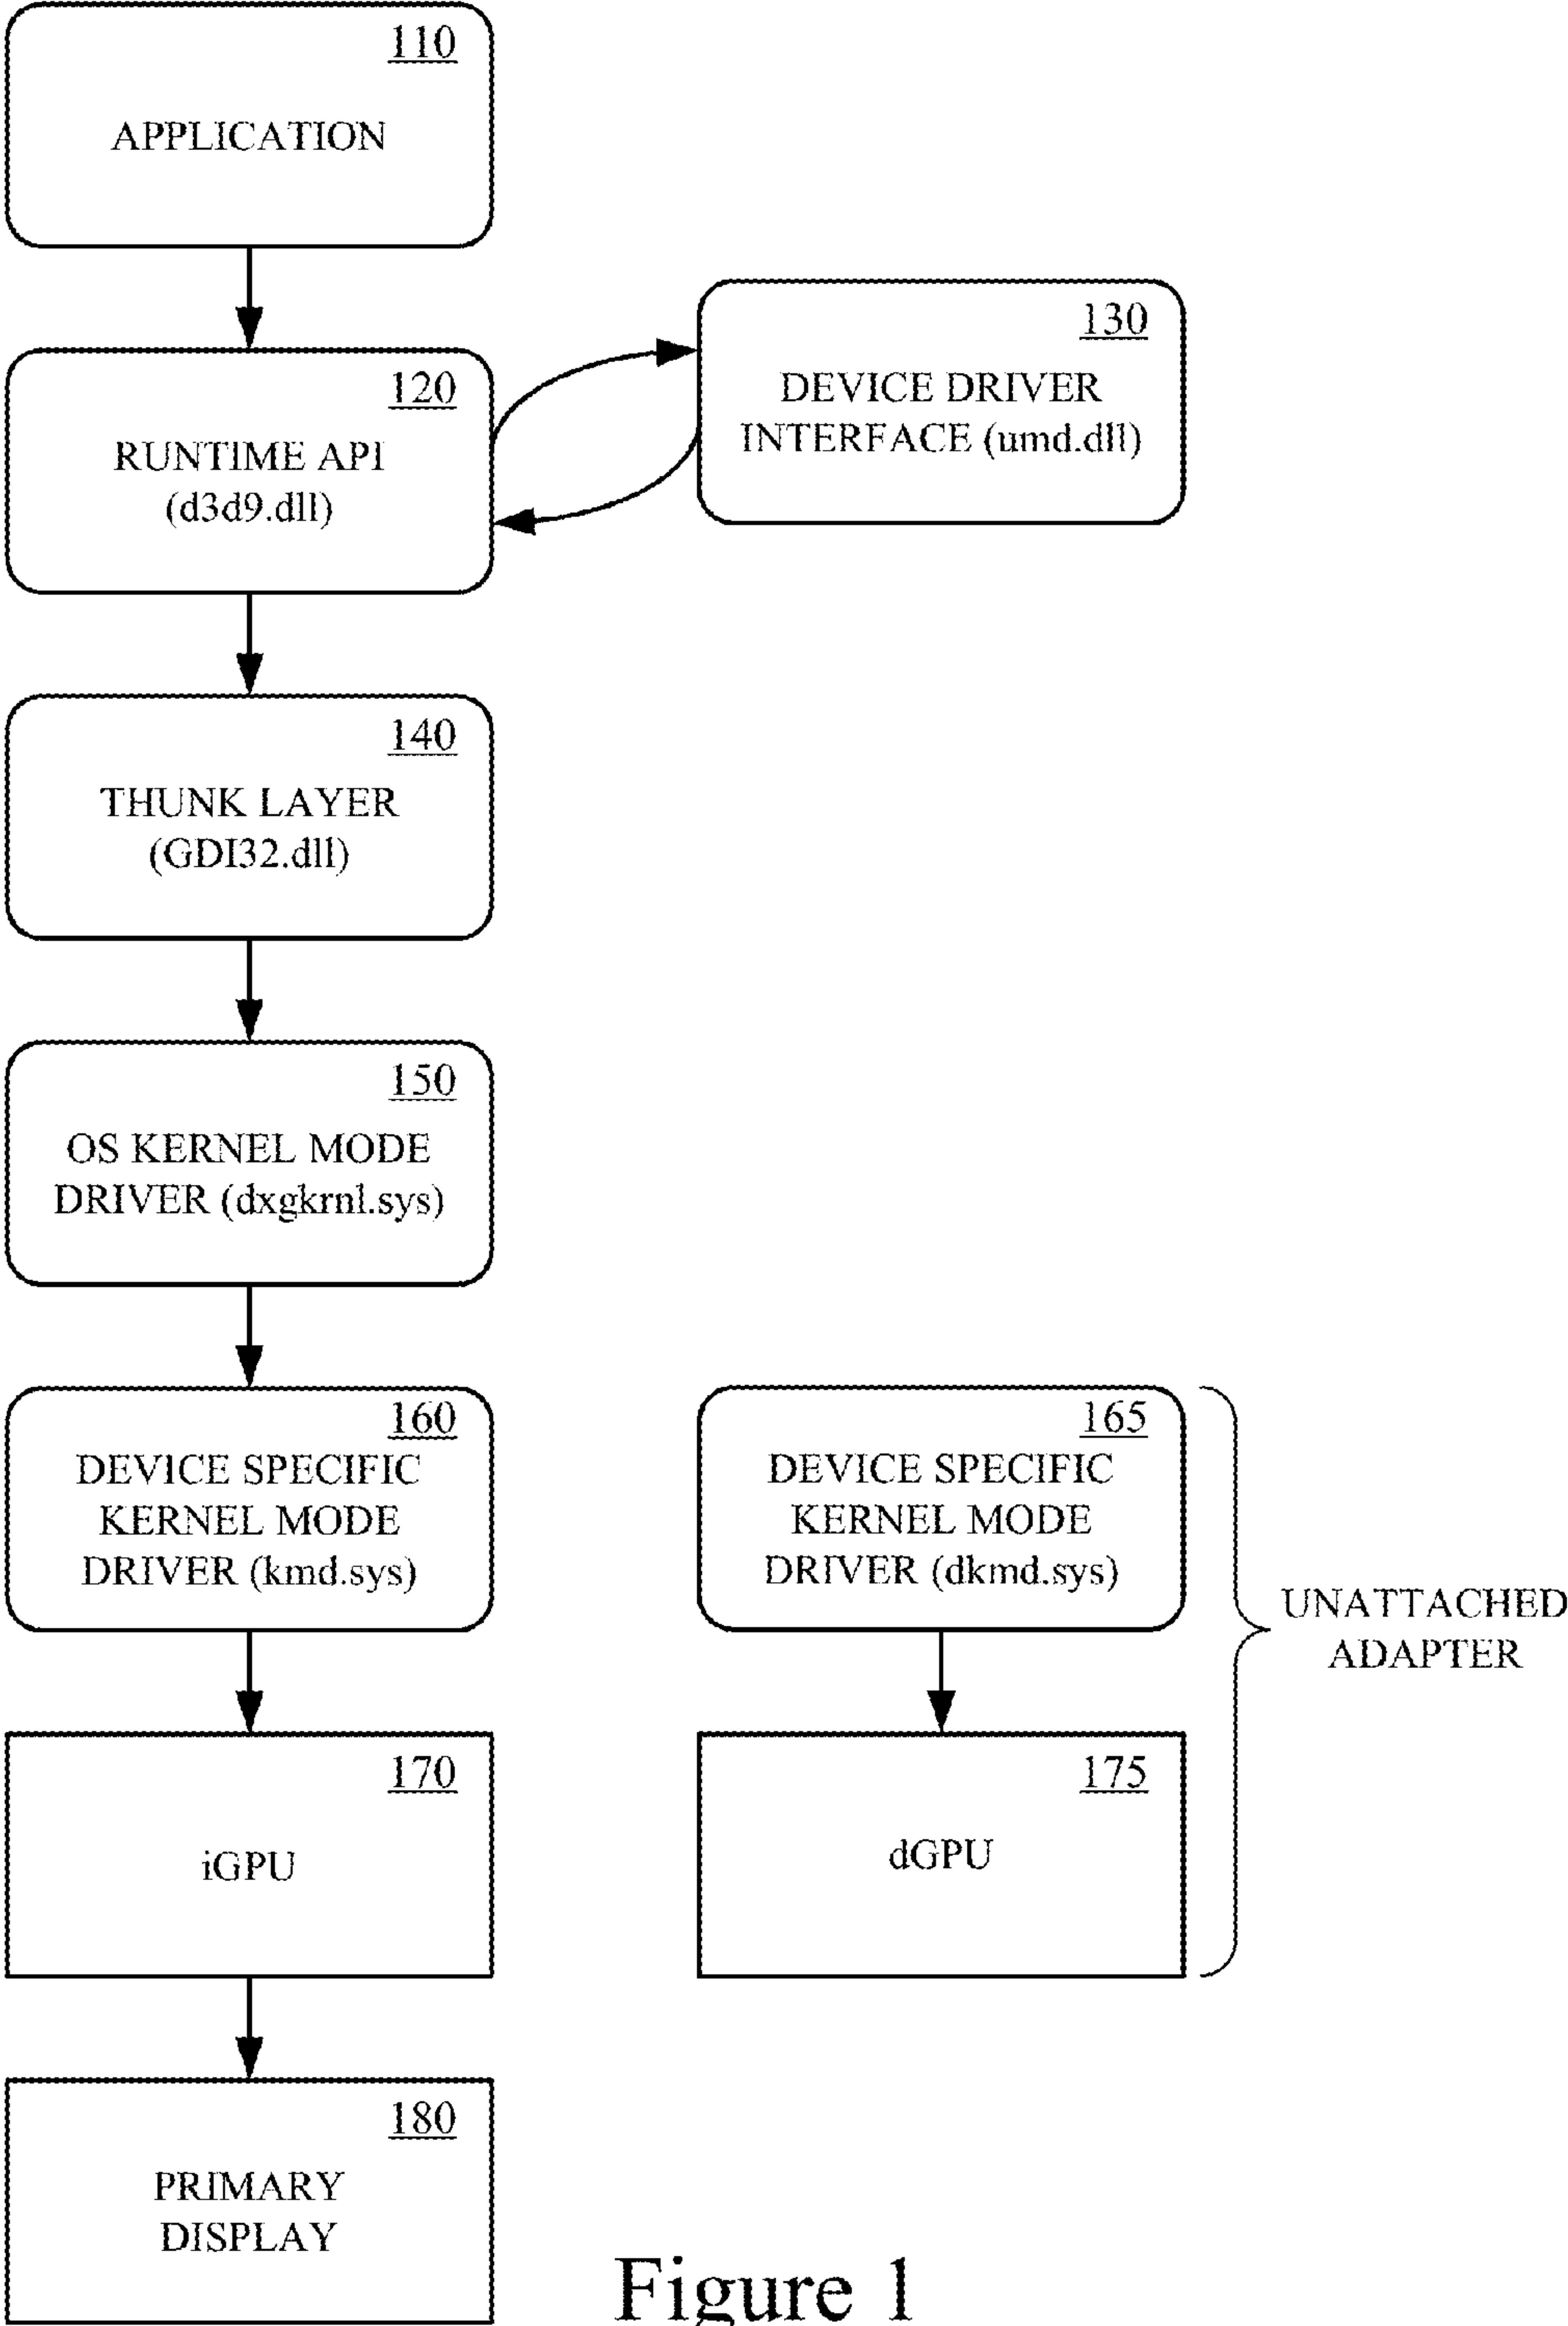 110
APPLICATION
120
RUNTIME API
(d3d9.dll)
130
DEVICE DRIVER
INTERFACE (umd.dll)
140
THUNK LAYER
(GDI32.dll)
150
OS KERNEL MODE
DRIVER (dxgkrnl.sys)
160
DEVICE SPECIFIC
KERNEL MODE
DRIVER (kmd.sys)
165
DEVICE SPECIFIC
KERNEL MODE
DRIVER (dkmd.sys)
UNATTACHED
ADAPTER
170
iGPU
175
dGPU
180
PRIMARY
DISPLAY
Figure 1